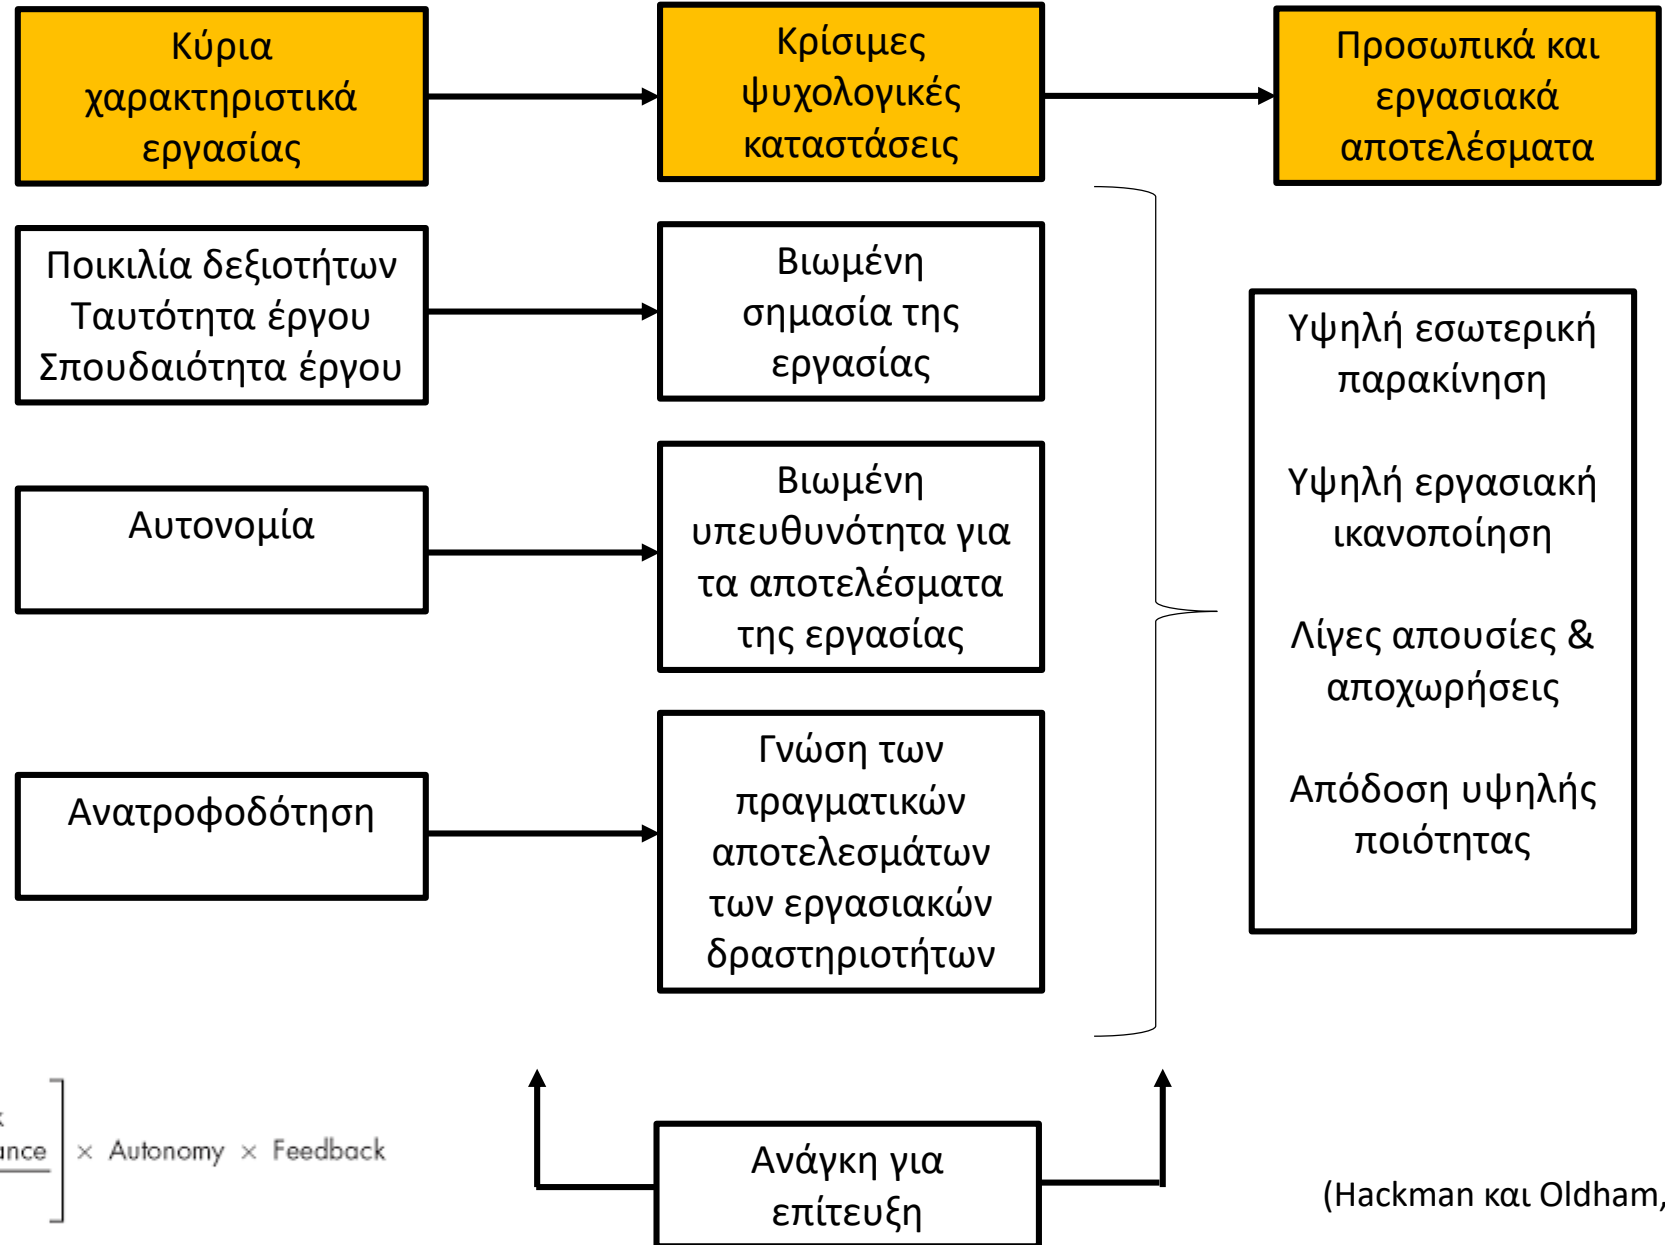 Κύρια
χαρακτηριστικά
εργασίας
Κρίσιμες
ψυχολογικές
καταστάσεις
Προσωπικά και
εργασιακά
αποτελέσματα
Ποικιλία δεξιοτήτων
Ταυτότητα έργου
Σπουδαιότητα έργου
Βιωμένη
σημασία της
εργασίας
Αυτονομία
Βιωμένη
υπευθυνότητα για
τα αποτελέσματα
της εργασίας
Ανατροφοδότηση
Γνώση των
πραγματικών
αποτελεσμάτων
των εργασιακών
δραστηριοτήτων
Υψηλή εσωτερική
παρακίνηση
Υψηλή εργασιακή
ικανοποίηση
Λίγες απουσίες &
αποχωρήσεις
Απόδοση υψηλής
ποιότητας
] × Autonomy × Feedback
Ανάγκη για
επίτευξη
(Hackman και Oldham,